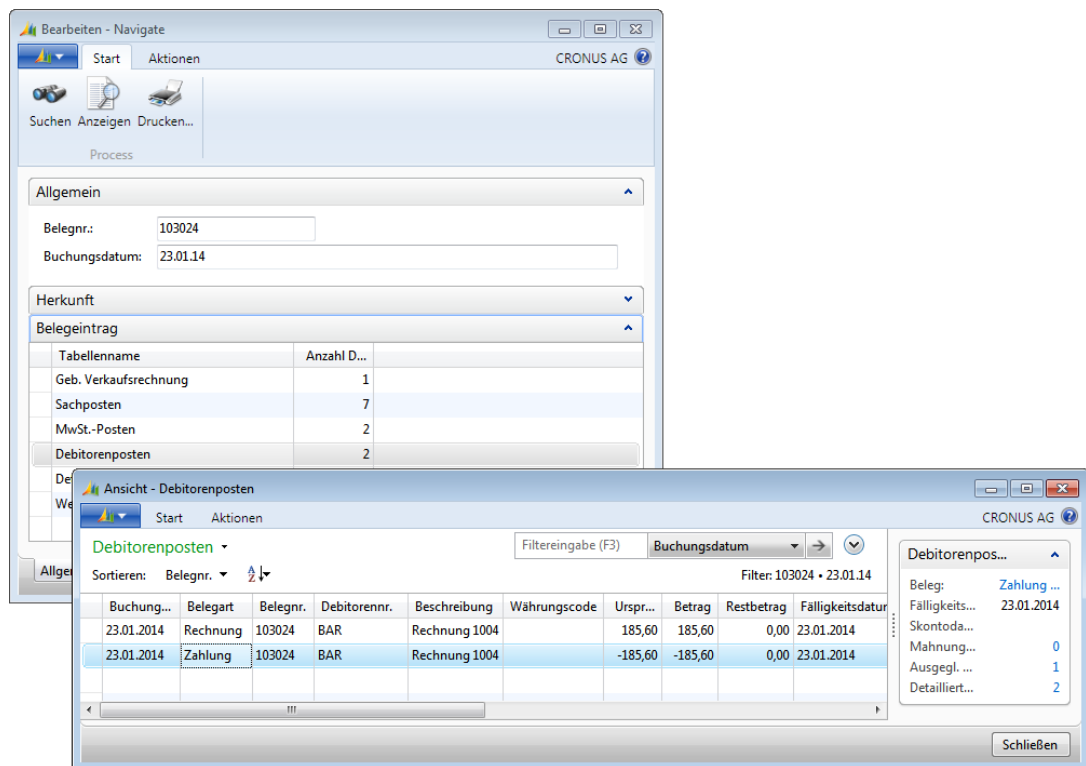 Bearbeiten - Navigate
Start Aktionen CRONUS AG
Suchen Anzeigen Drucken...
Process
Allgemein
Belegnr.: 103024
Buchungsdatum: 23.01.14
Herkunft
Belegeintrag
Tabellenname Anzahl D...
Geb. Verkaufsrechnung 1
Sachposten 7
MwSt.-Posten 2
Debitorenposten 2
De
We
Allge
Ansicht - Debitorenposten
Start Aktionen CRONUS AG
Debitorenposten Filtereingabe (F3) Buchungsdatum
Sortieren: Belegnr. Filter: 103024 • 23.01.14
Buchung... Belegart Belegnr. Debitorennr. Beschreibung Währungscode Urspr... Betrag Restbetrag Fälligkeitsdatur
23.01.2014 Rechnung 103024 BAR Rechnung 1004 185,60 185,60 0,00 23.01.2014
23.01.2014 Zahlung 103024 BAR Rechnung 1004 -185,60 -185,60 0,00 23.01.2014
Debitorenpos...
Beleg: Zahlung ...
Fälligkeits... 23.01.2014
Skontoda...
Mahnung... 0
Ausgegl. ... 1
Detailliert... 2
Schließen